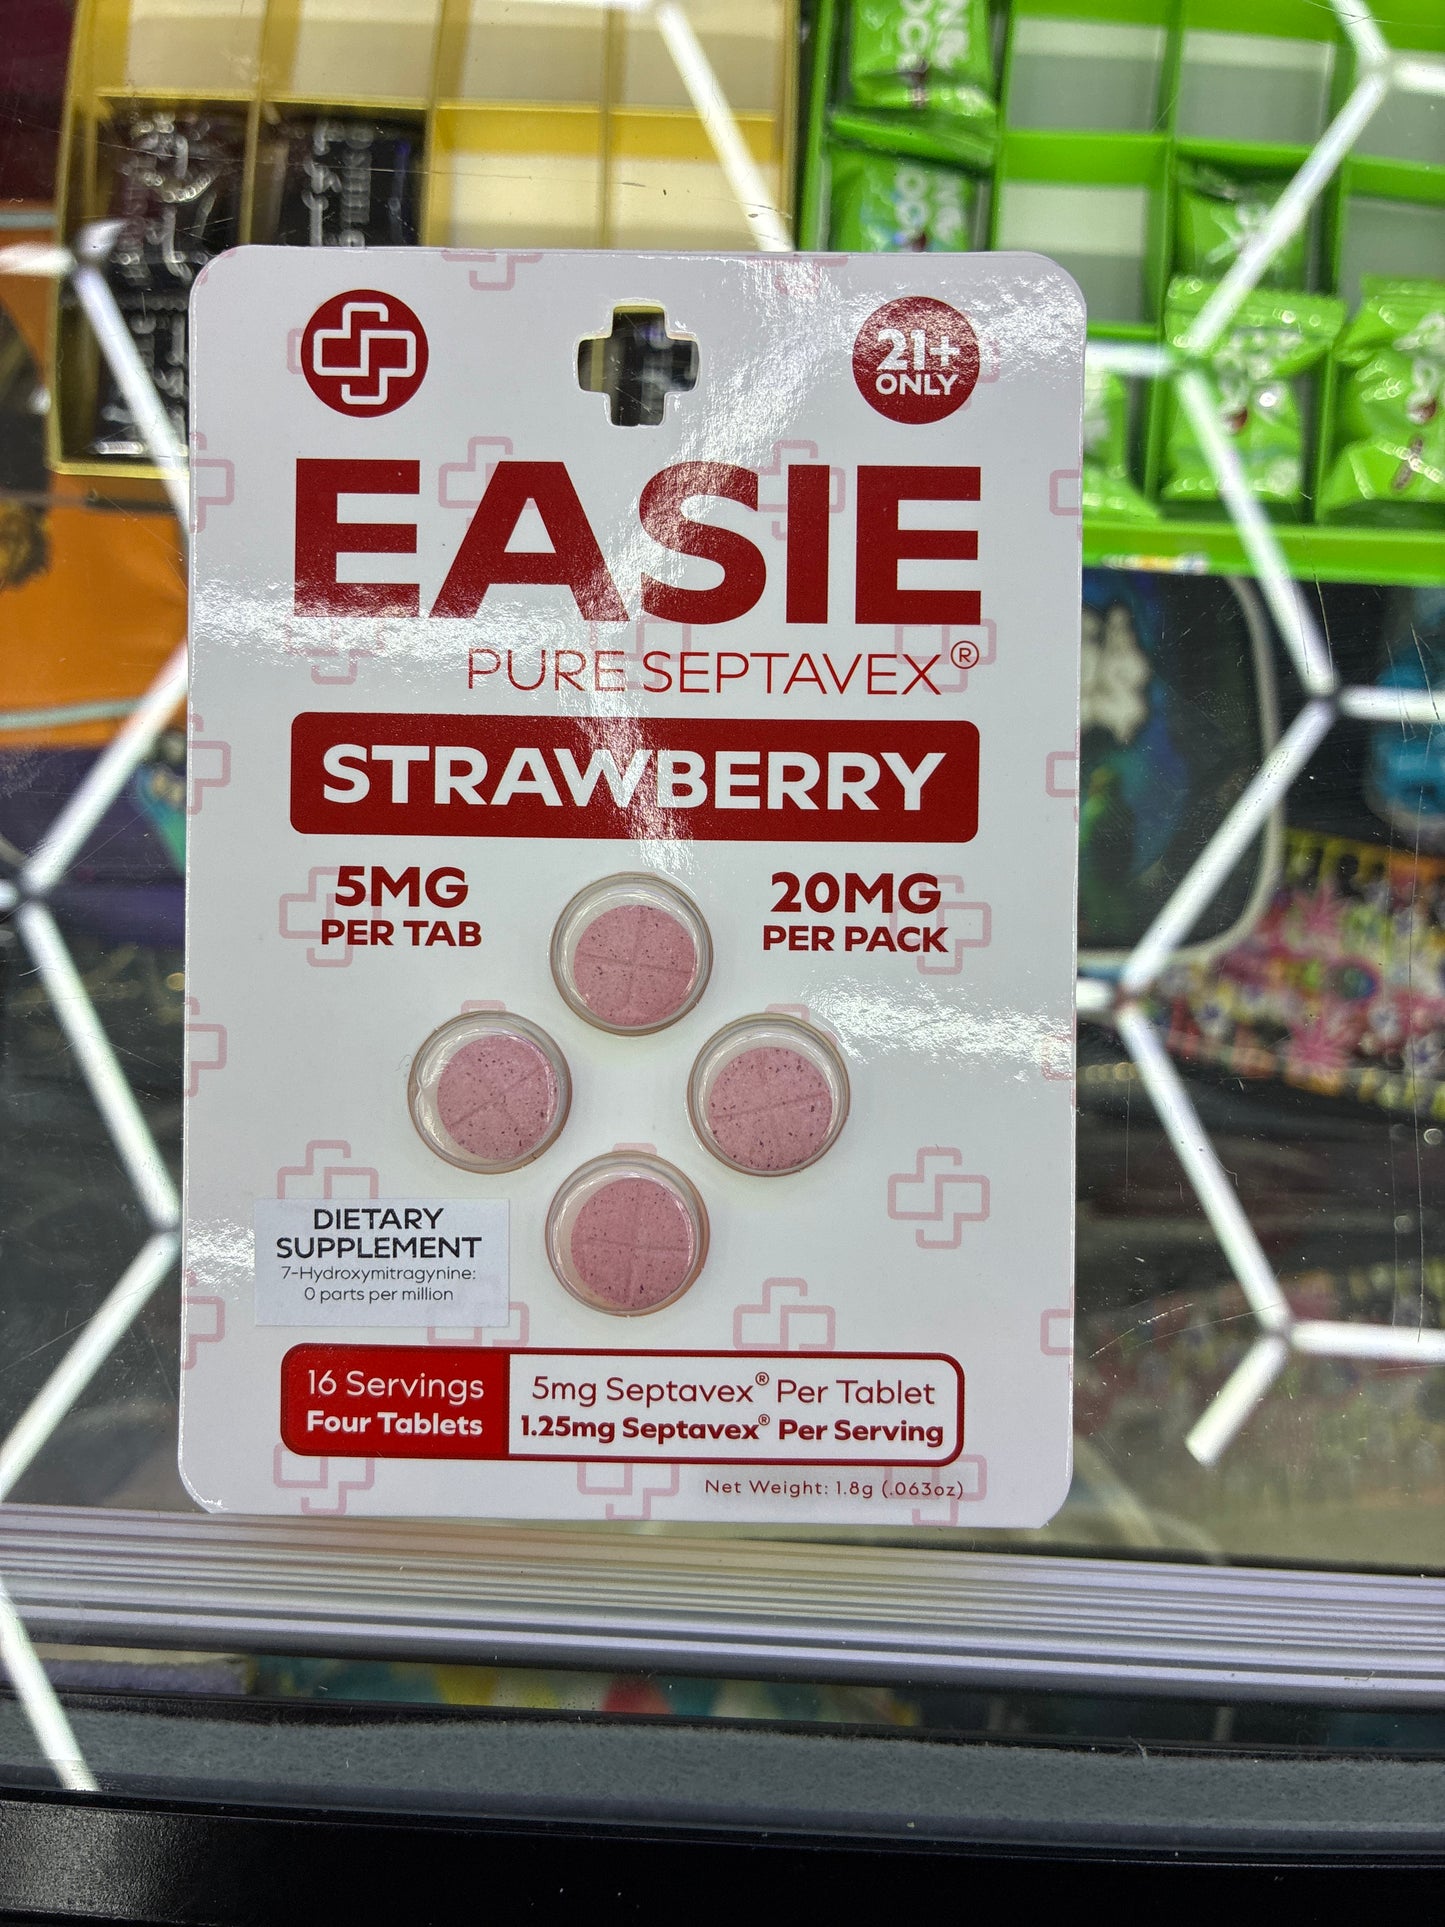 21+
ONLY
EASIE
PURE SEPTAVEX®
STRAWBERRY
5MG
PER TAB
20MG
PER PACK
DIETARY
SUPPLEMENT
7-Hydroxymitragynine:
0 parts per million
16 Servings
Four Tablets
5mg Septavex® Per Tablet
1.25mg Septavex® Per Serving
Net Weight: 1.8g (.063oz)